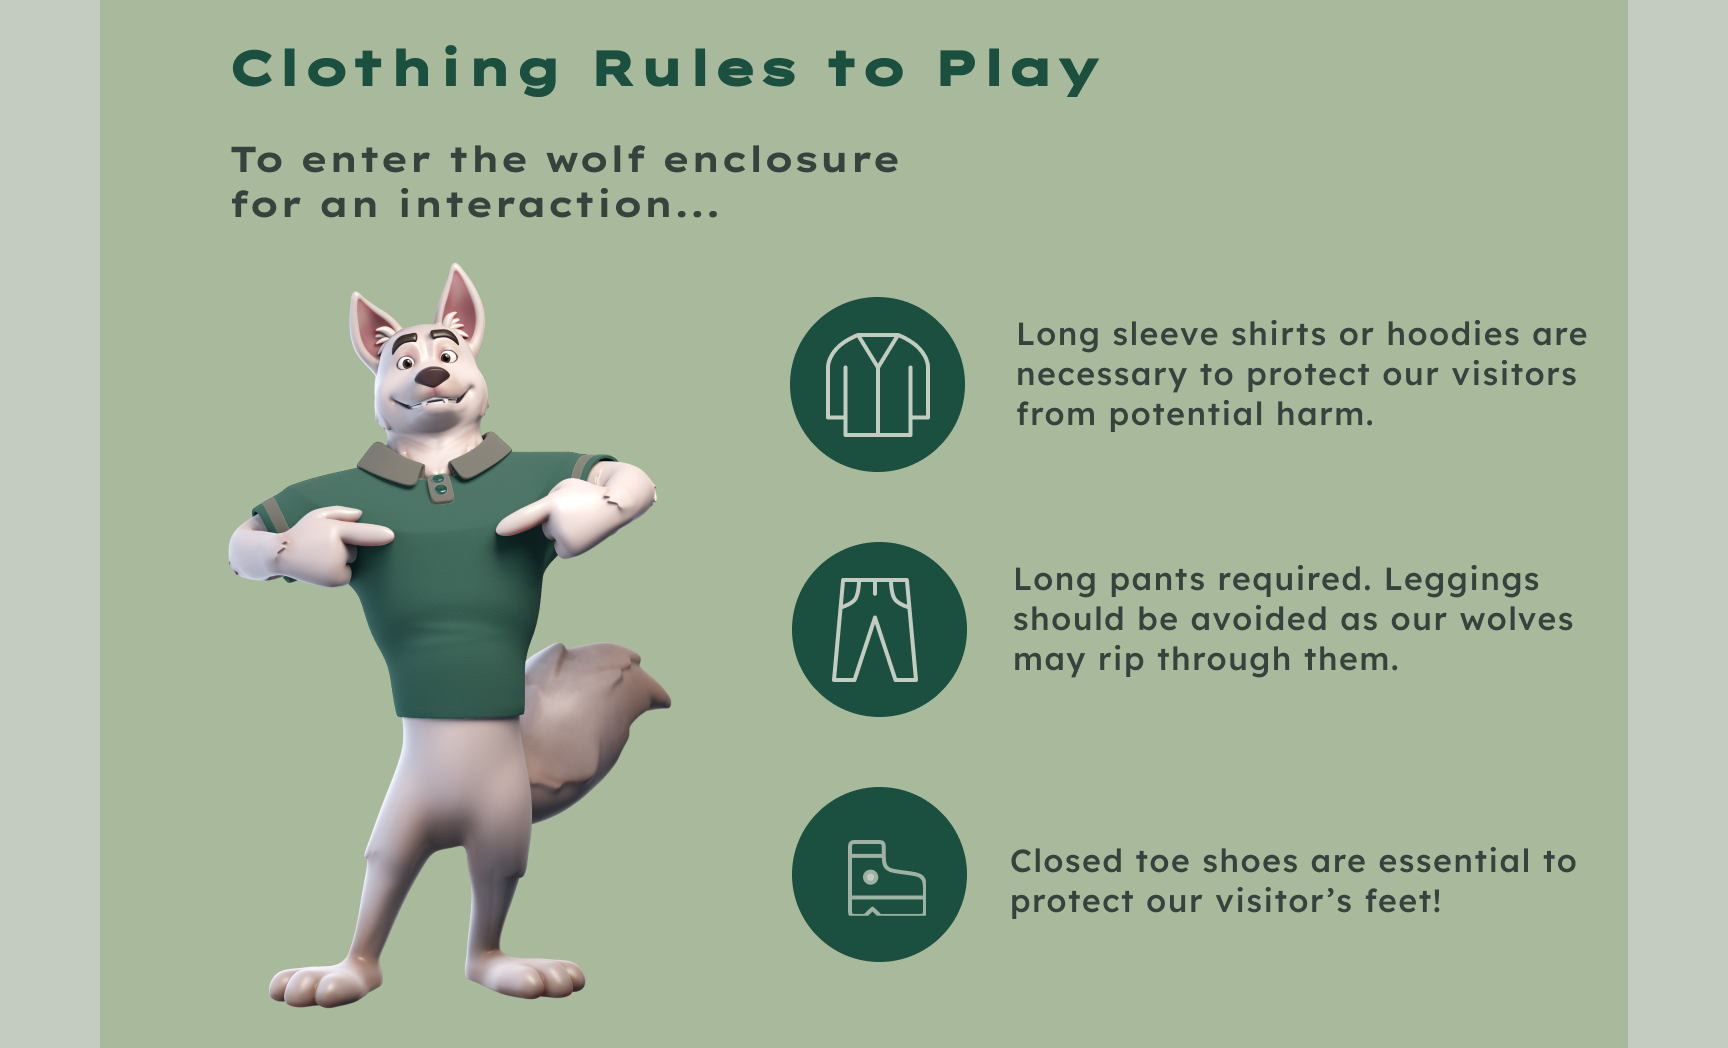 Clothing Rules to Play
To enter the wolf enclosure
for an interaction...
Long sleeve shirts or hoodies are
necessary to protect our visitors
from potential harm.
Long pants required. Leggings
should be avoided as our wolves
may rip through them.
Closed toe shoes are essential to
protect our visitor’s feet!